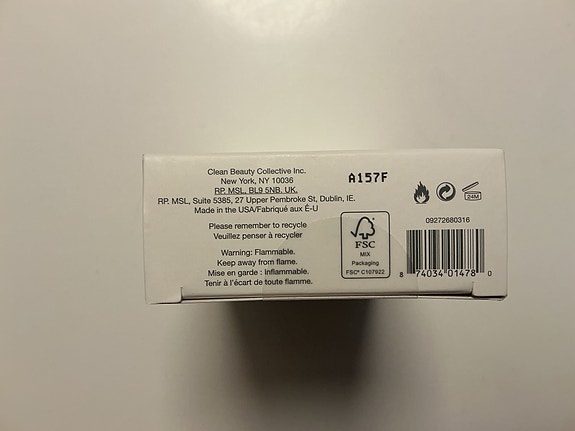 Clean Beauty Collective Inc.
New York, NY 10036
RP. MSL, BL9 5NB. UK.
RP. MSL, Suite 5385, 27 Upper Pembroke St, Dublin, IE.
Made in the USA/Fabriqué aux É-U
Please remember to recycle
Veuillez penser à recycler
Warning: Flammable.
Keep away from flame.
Mise en garde : Inflammable.
Tenir à l'écart de toute flamme.
A157F
FSC
MIX
Packaging
FSC® C107922
24M
09272680316
8 74034 01478 0